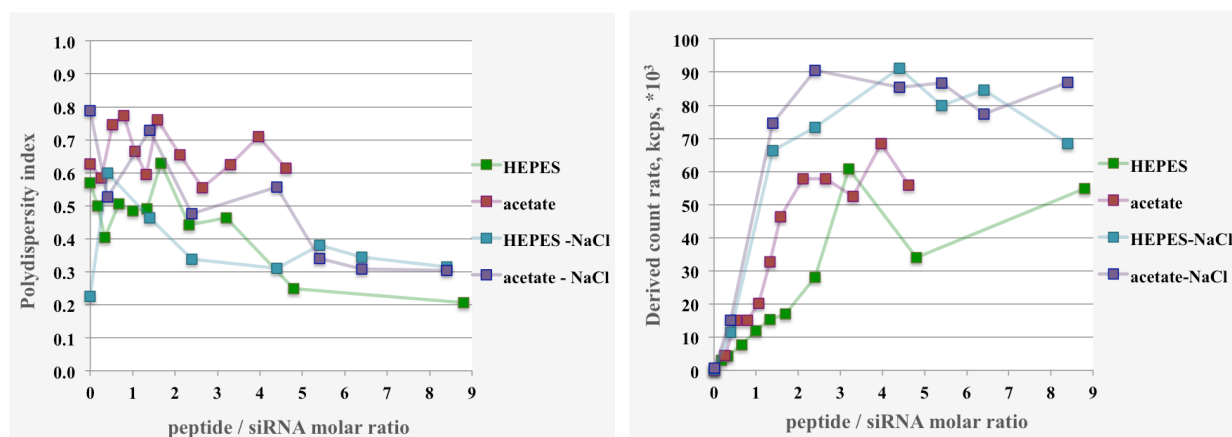 Polydispersity index
1.0
0.9
0.8
0.7
0.6
0.5
0.4
0.3
0.2
0.1
0.0
0 1 2 3 4 5 6 7 8 9
peptide / siRNA molar ratio
HEPES
acetate
HEPES -NaCl
acetate - NaCl
Derived count rate, kcps, *10³
100
90
80
70
60
50
40
30
20
10
0
0 1 2 3 4 5 6 7 8 9
peptide / siRNA molar ratio
HEPES
acetate
HEPES-NaCl
acetate-NaCl